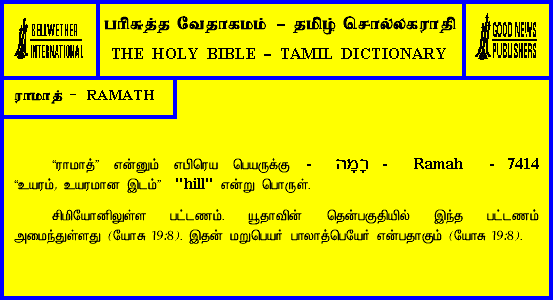 BELLWETHER
INTERNATIONAL
பரிசுத்த வேதாகமம் - தமிழ் சொல்லகராதி
THE HOLY BIBLE - TAMIL DICTIONARY
GOOD NEWS
PUBLISHERS
ராமாத் - RAMATH
“ராமாத்” என்னும் எபிரெய பெயருக்கு - רָמָה - Ramah - 7414
“உயரம், உயரமான இடம்” "hill" என்று பொருள்.
சிமியோனிலுள்ள பட்டணம். யூதாவின் தென்பகுதியில் இந்த பட்டணம்
அமைந்துள்ளது (யோசு 19:8). இதன் மறுபெயர் பாலாத்பெயேர் என்பதாகும் (யோசு 19:8).